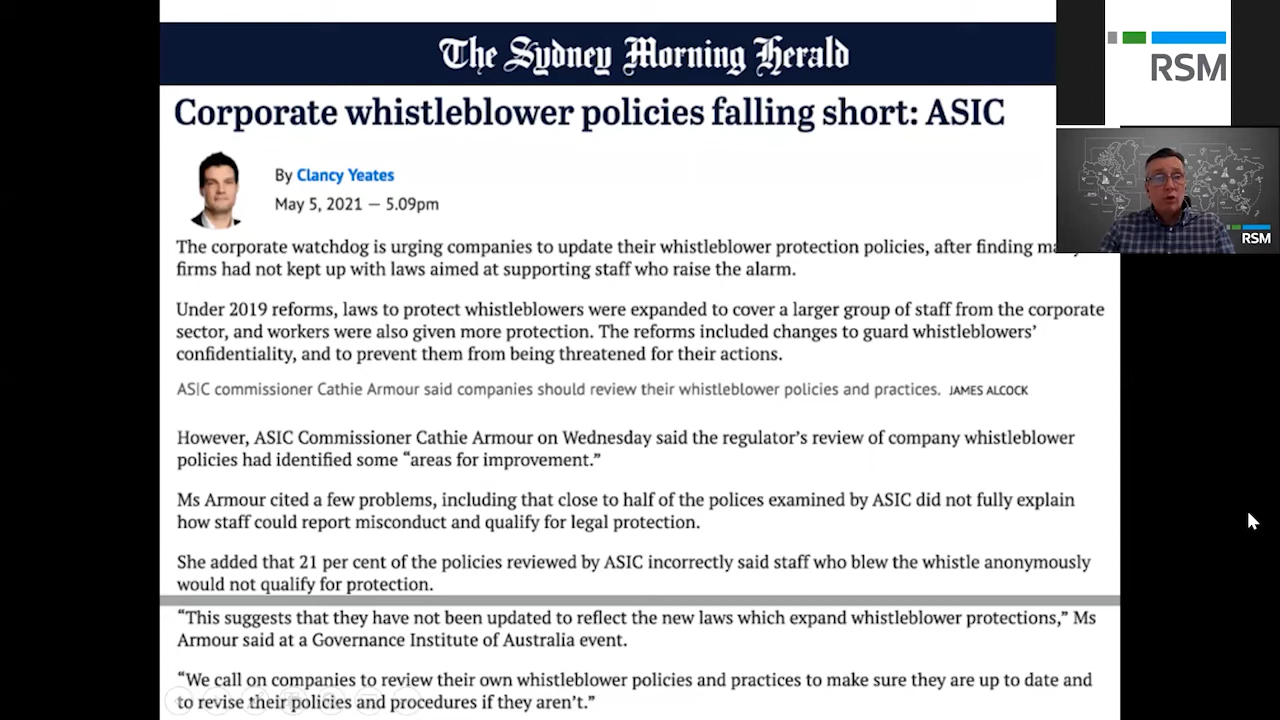 The Sydney Morning Herald
RSM
Corporate whistleblower policies falling short: ASIC
By Clancy Yeates
May 5, 2021 — 5.09pm
RSM
The corporate watchdog is urging companies to update their whistleblower protection policies, after finding
firms had not kept up with laws aimed at supporting staff who raise the alarm.
Under 2019 reforms, laws to protect whistleblowers were expanded to cover a larger group of staff from the corporate
sector, and workers were also given more protection. The reforms included changes to guard whistleblowers’
confidentiality, and to prevent them from being threatened for their actions.
ASIC commissioner Cathie Armour said companies should review their whistleblower policies and practices. JAMES ALCOCK
However, ASIC Commissioner Cathie Armour on Wednesday said the regulator’s review of company whistleblower
policies had identified some “areas for improvement.”
Ms Armour cited a few problems, including that close to half of the polices examined by ASIC did not fully explain
how staff could report misconduct and qualify for legal protection.
She added that 21 per cent of the policies reviewed by ASIC incorrectly said staff who blew the whistle anonymously
would not qualify for protection.
“This suggests that they have not been updated to reflect the new laws which expand whistleblower protections,” Ms
Armour said at a Governance Institute of Australia event.
“We call on companies to review their own whistleblower policies and practices to make sure they are up to date and
to revise their policies and procedures if they aren’t.”